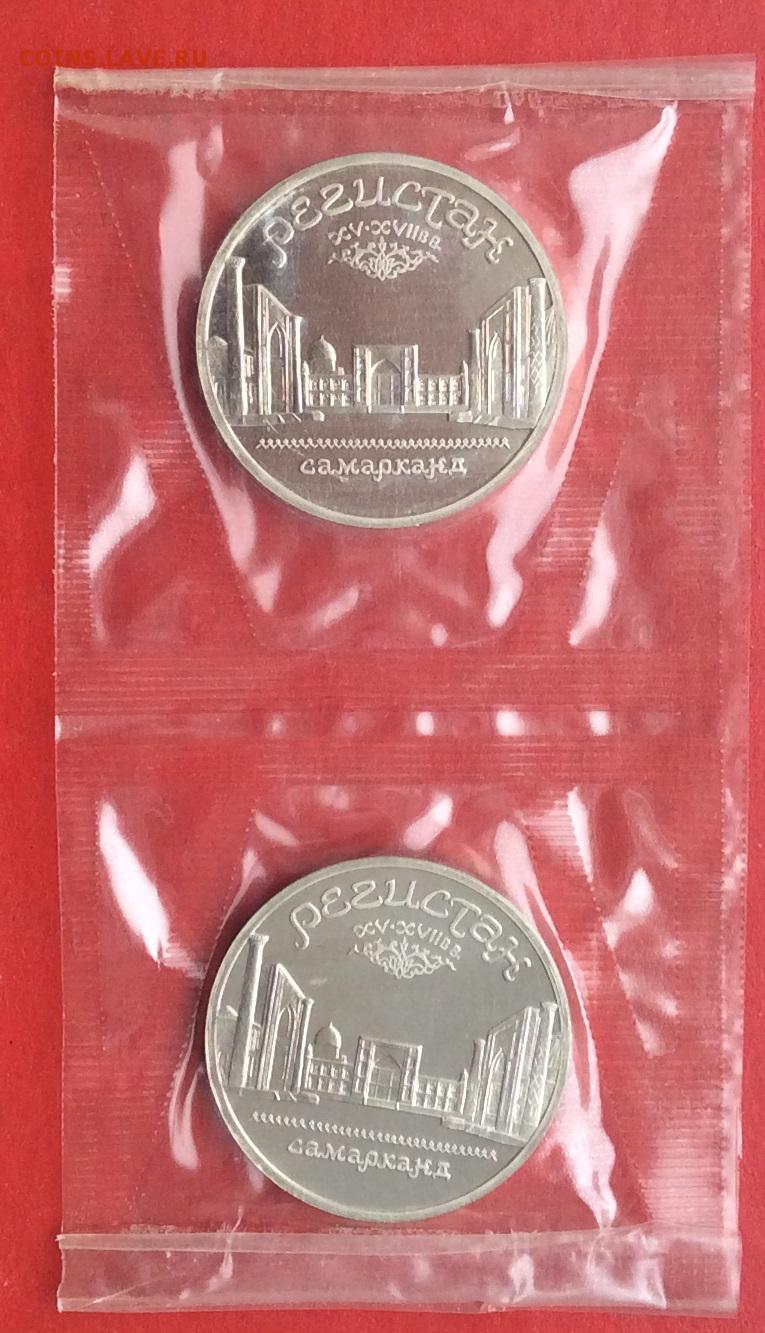 COINS.LAVE.RU
РЕГИСТАН
XV·XVII ВВ.
САМАРКАНД
РЕГИСТАН
XV·XVII ВВ.
САМАРКАНД